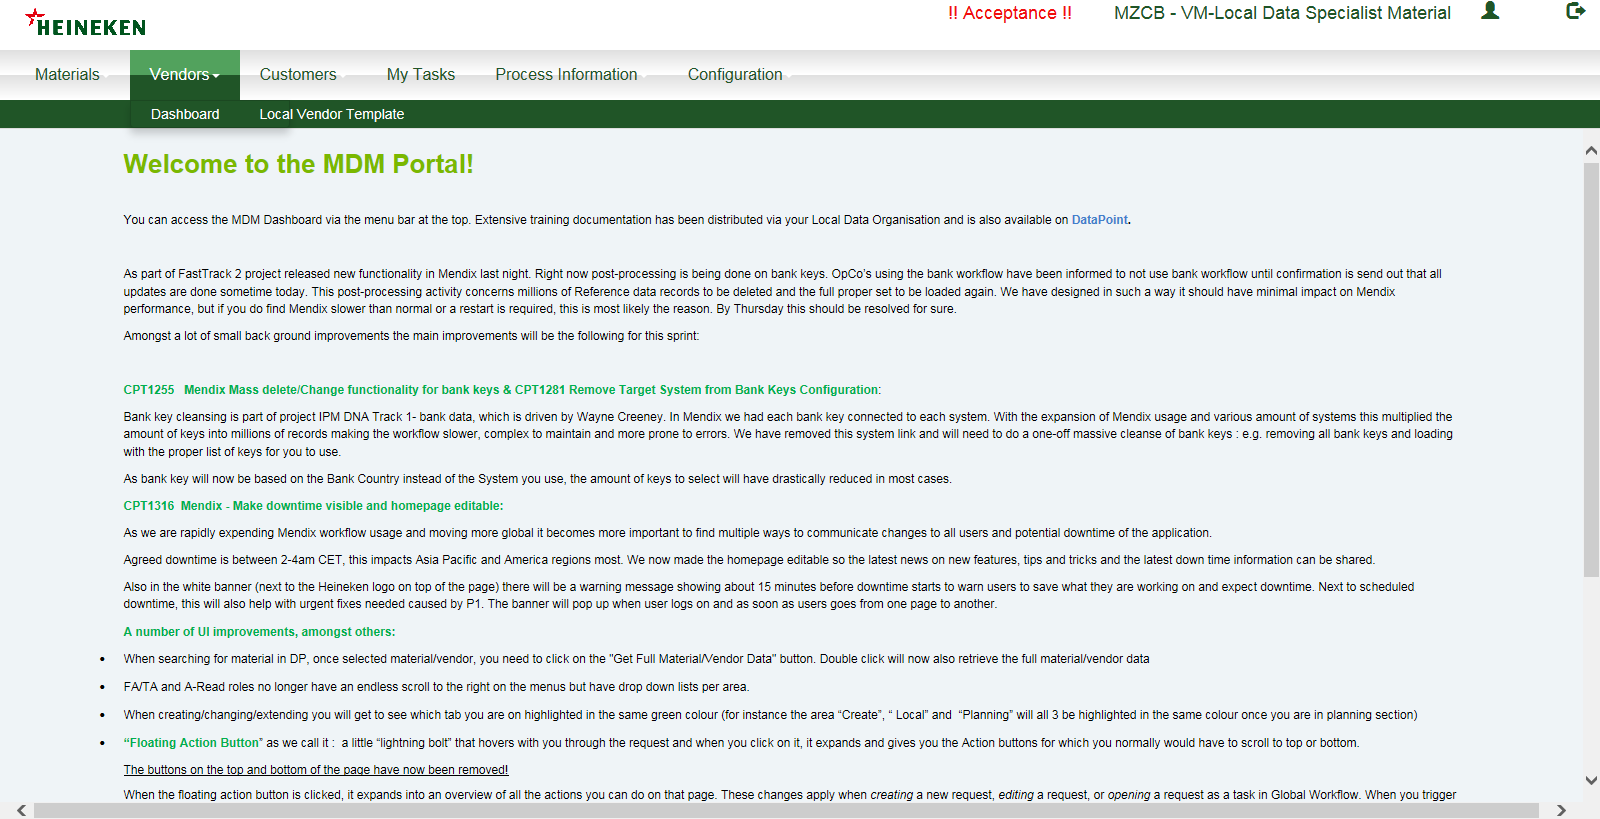 HEINEKEN
!! Acceptance !!
MZCB - VM-Local Data Specialist Material
Materials
Vendors
Customers
My Tasks
Process Information
Configuration
Dashboard
Local Vendor Template
Welcome to the MDM Portal!
You can access the MDM Dashboard via the menu bar at the top. Extensive training documentation has been distributed via your Local Data Organisation and is also available on DataPoint.
As part of FastTrack 2 project released new functionality in Mendix last night. Right now post-processing is being done on bank keys. OpCo's using the bank workflow have been informed to not use bank workflow until confirmation is send out that all
updates are done sometime today. This post-processing activity concerns millions of Reference data records to be deleted and the full proper set to be loaded again. We have designed in such a way it should have minimal impact on Mendix
performance, but if you do find Mendix slower than normal or a restart is required, this is most likely the reason. By Thursday this should be resolved for sure.
Amongst a lot of small back ground improvements the main improvements will be the following for this sprint:
CPT1255 Mendix Mass delete/Change functionality for bank keys & CPT1281 Remove Target System from Bank Keys Configuration:
Bank key cleansing is part of project IPM DNA Track 1- bank data, which is driven by Wayne Creeney. In Mendix we had each bank key connected to each system. With the expansion of Mendix usage and various amount of systems this multiplied the
amount of keys into millions of records making the workflow slower, complex to maintain and more prone to errors. We have removed this system link and will need to do a one-off massive cleanse of bank keys : e.g. removing all bank keys and loading
with the proper list of keys for you to use.
As bank key will now be based on the Bank Country instead of the System you use, the amount of keys to select will have drastically reduced in most cases.
CPT1316 Mendix - Make downtime visible and homepage editable:
As we are rapidly expending Mendix workflow usage and moving more global it becomes more important to find multiple ways to communicate changes to all users and potential downtime of the application.
Agreed downtime is between 2-4am CET, this impacts Asia Pacific and America regions most. We now made the homepage editable so the latest news on new features, tips and tricks and the latest down time information can be shared.
Also in the white banner (next to the Heineken logo on top of the page) there will be a warning message showing about 15 minutes before downtime starts to warn users to save what they are working on and expect downtime. Next to scheduled
downtime, this will also help with urgent fixes needed caused by P1. The banner will pop up when user logs on and as soon as users goes from one page to another.
A number of UI improvements, amongst others:
• When searching for material in DP, once selected material/vendor, you need to click on the "Get Full Material/Vendor Data" button. Double click will now also retrieve the full material/vendor data
• FA/TA and A-Read roles no longer have an endless scroll to the right on the menus but have drop down lists per area.
• When creating/changing/extending you will get to see which tab you are on highlighted in the same green colour (for instance the area “Create”, “ Local” and “Planning” will all 3 be highlighted in the same colour once you are in planning section)
• “Floating Action Button” as we call it : a little “lightning bolt” that hovers with you through the request and when you click on it, it expands and gives you the Action buttons for which you normally would have to scroll to top or bottom.
The buttons on the top and bottom of the page have now been removed!
When the floating action button is clicked, it expands into an overview of all the actions you can do on that page. These changes apply when creating a new request, editing a request, or opening a request as a task in Global Workflow. When you trigger